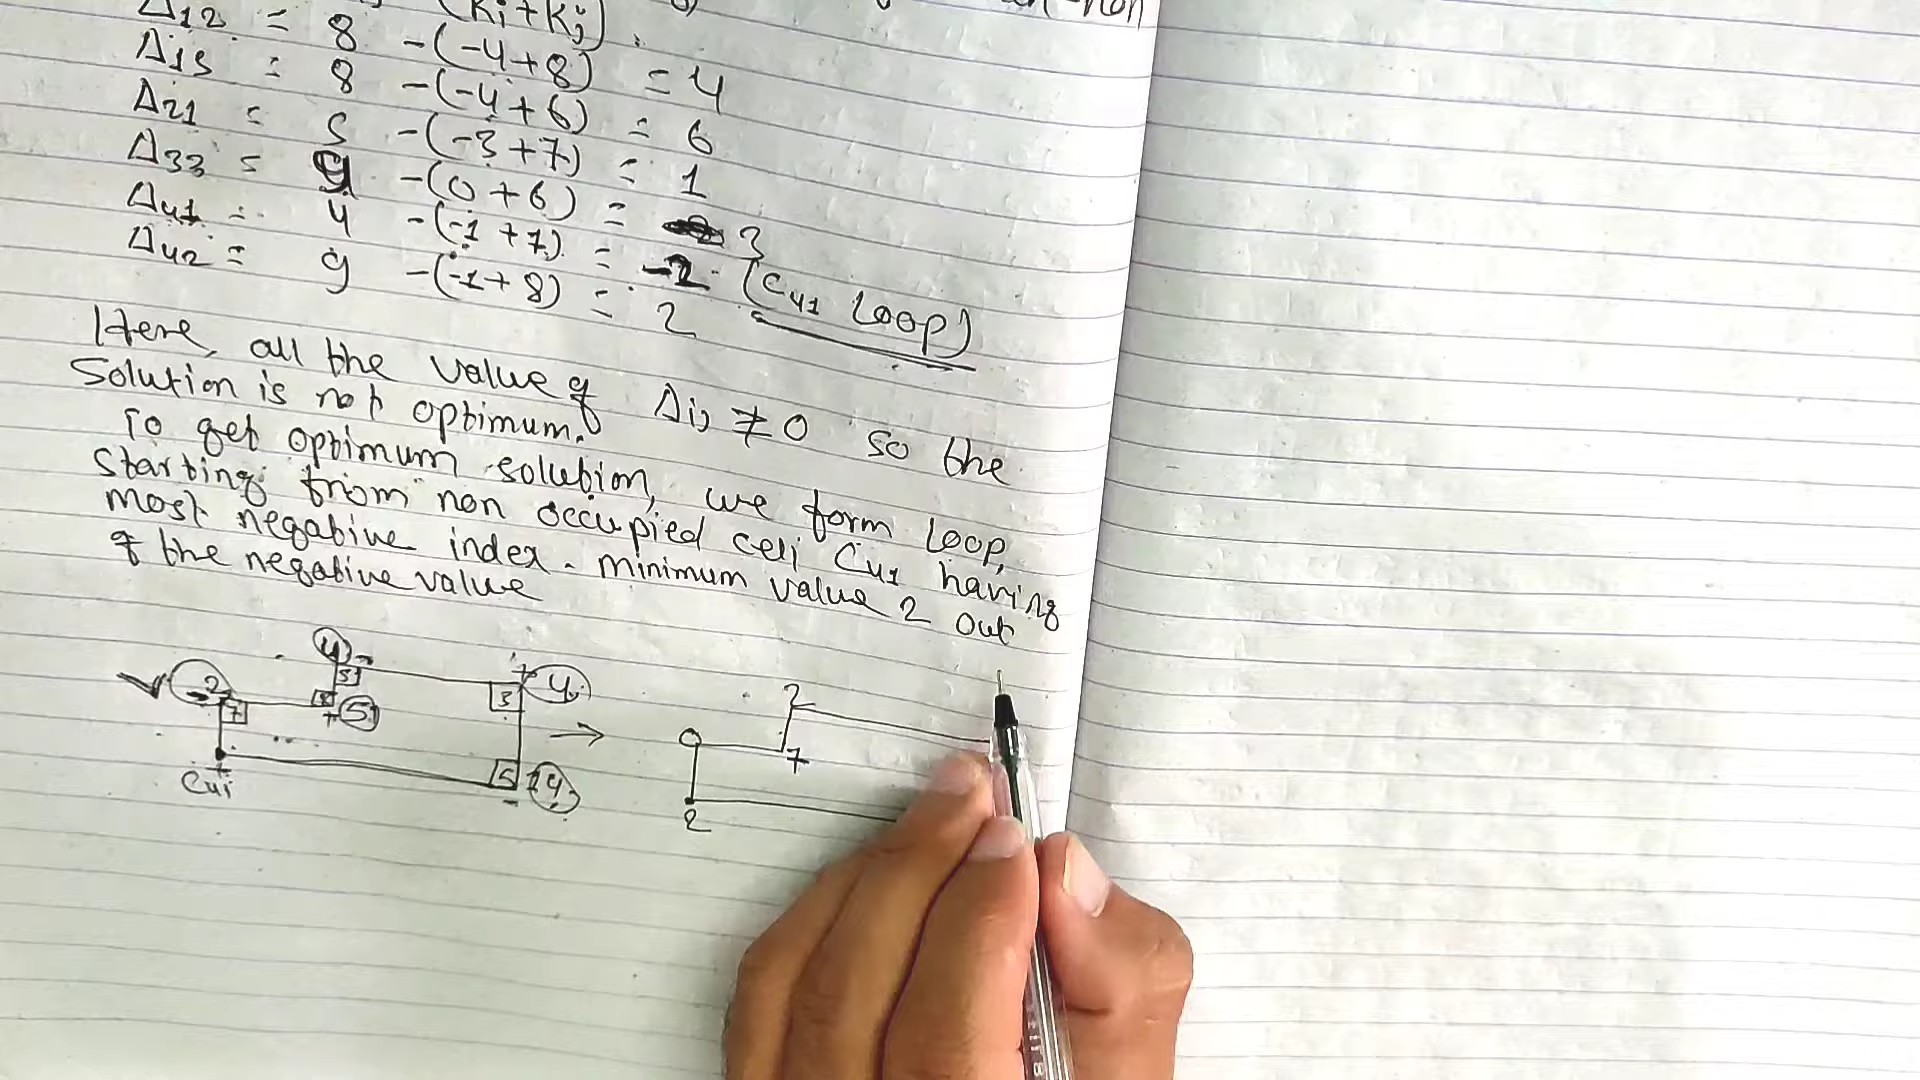 Δ12 = 8 -(-4+8) = 4
Δ13 = 8 -(-4+6) = 6
Δ21 = 5 -(-3+7) = 1
Δ33 = 9 -(0+6) = 3
Δ41 = 4 -(-1+7) = -2 (C41 Loop)
Δ42 = 9 -(-1+8) = 2
Here, all the value of Δij ≠ 0 so the
Solution is not optimum.
To get optimum solution, we form Loop,
starting from non occupied cell C41 having
most negative index. minimum value 2 out
of the negative value
4 3 3 4
2 7 8 5
C41 5 4
2
0 7
2